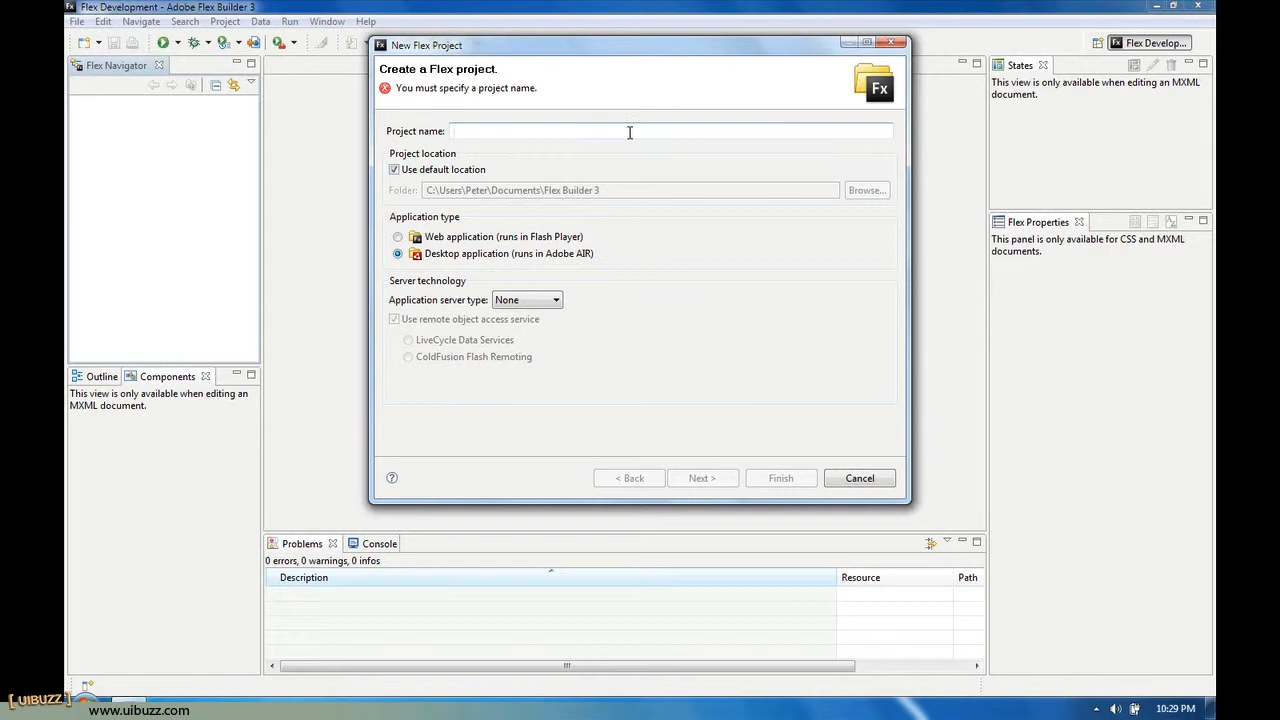 Flex Development - Adobe Flex Builder 3
File Edit Navigate Search Project Data Run Window Help
Flex Develop...
Flex Navigator
New Flex Project
Create a Flex project.
You must specify a project name.
Fx
Project name:
Project location
Use default location
Folder: C:\Users\Peter\Documents\Flex Builder 3 Browse...
Application type
Web application (runs in Flash Player)
Desktop application (runs in Adobe AIR)
Server technology
Application server type: None
Use remote object access service
LiveCycle Data Services
ColdFusion Flash Remoting
< Back Next > Finish Cancel
States
This view is only available when editing an
MXML document.
Flex Properties
This panel is only available for CSS and MXML
documents.
Outline Components
This view is only available when editing an
MXML document.
Problems Console
0 errors, 0 warnings, 0 infos
Description Resource Path
[UIBUZZ]
www.uibuzz.com
10:29 PM